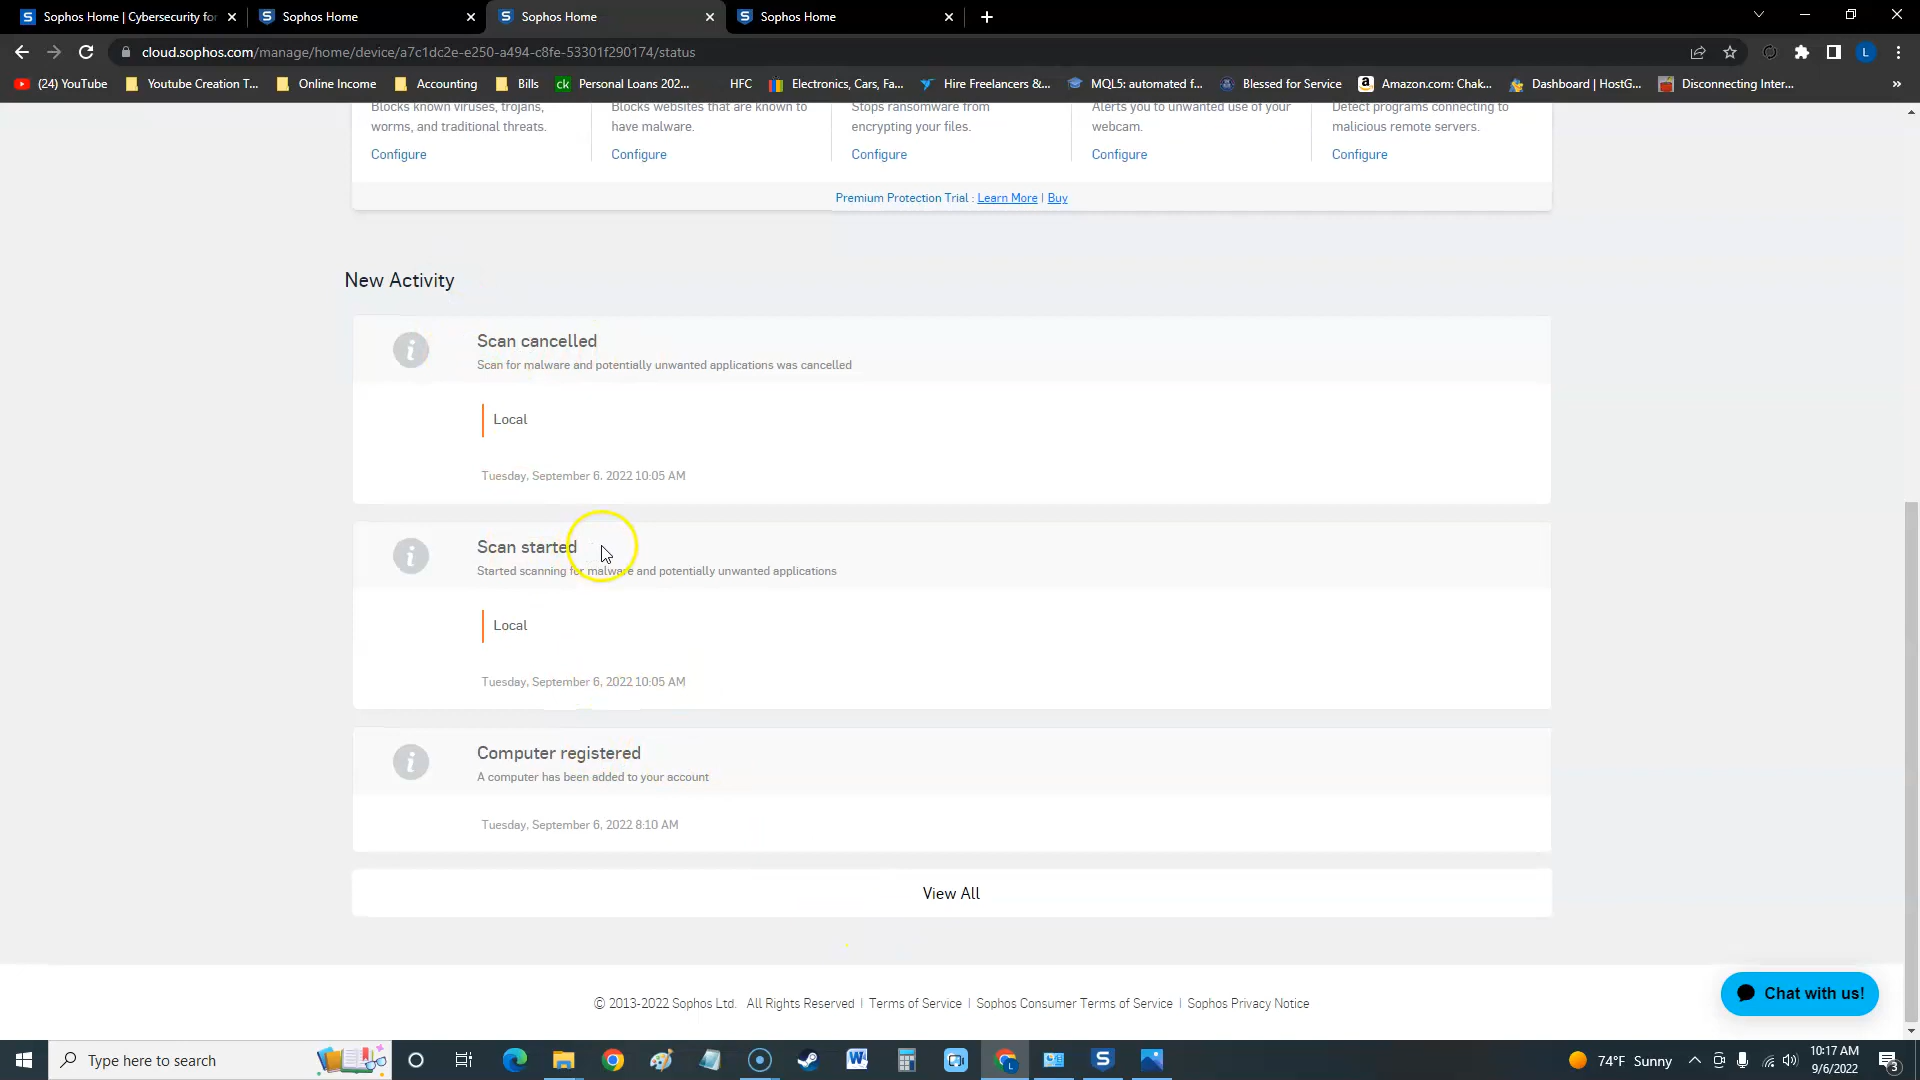 Sophos Home | Cybersecurity for
Sophos Home
Sophos Home
Sophos Home
cloud.sophos.com/manage/home/device/a7c1dc2e-e250-a494-c8fe-53301f290174/status
(24) YouTube
Youtube Creation T...
Online Income
Accounting
Bills
ck Personal Loans 202...
HFC
Electronics, Cars, Fa...
Hire Freelancers &...
MQL5: automated f...
Blessed for Service
Amazon.com: Chak...
Dashboard | HostG...
Disconnecting Inter...
»
Blocks known viruses, trojans,
worms, and traditional threats.
Configure
Blocks websites that are known to
have malware.
Configure
Stops ransomware from
encrypting your files.
Configure
Alerts you to unwanted use of your
webcam.
Configure
Detect programs connecting to
malicious remote servers.
Configure
Premium Protection Trial : Learn More | Buy
New Activity
Scan cancelled
Scan for malware and potentially unwanted applications was cancelled
Local
Tuesday, September 6, 2022 10:05 AM
Scan started
Started scanning for malware and potentially unwanted applications
Local
Tuesday, September 6, 2022 10:05 AM
Computer registered
A computer has been added to your account
Tuesday, September 6, 2022 8:10 AM
View All
© 2013-2022 Sophos Ltd. All Rights Reserved | Terms of Service | Sophos Consumer Terms of Service | Sophos Privacy Notice
Chat with us!
Type here to search
74°F Sunny
10:17 AM
9/6/2022
3